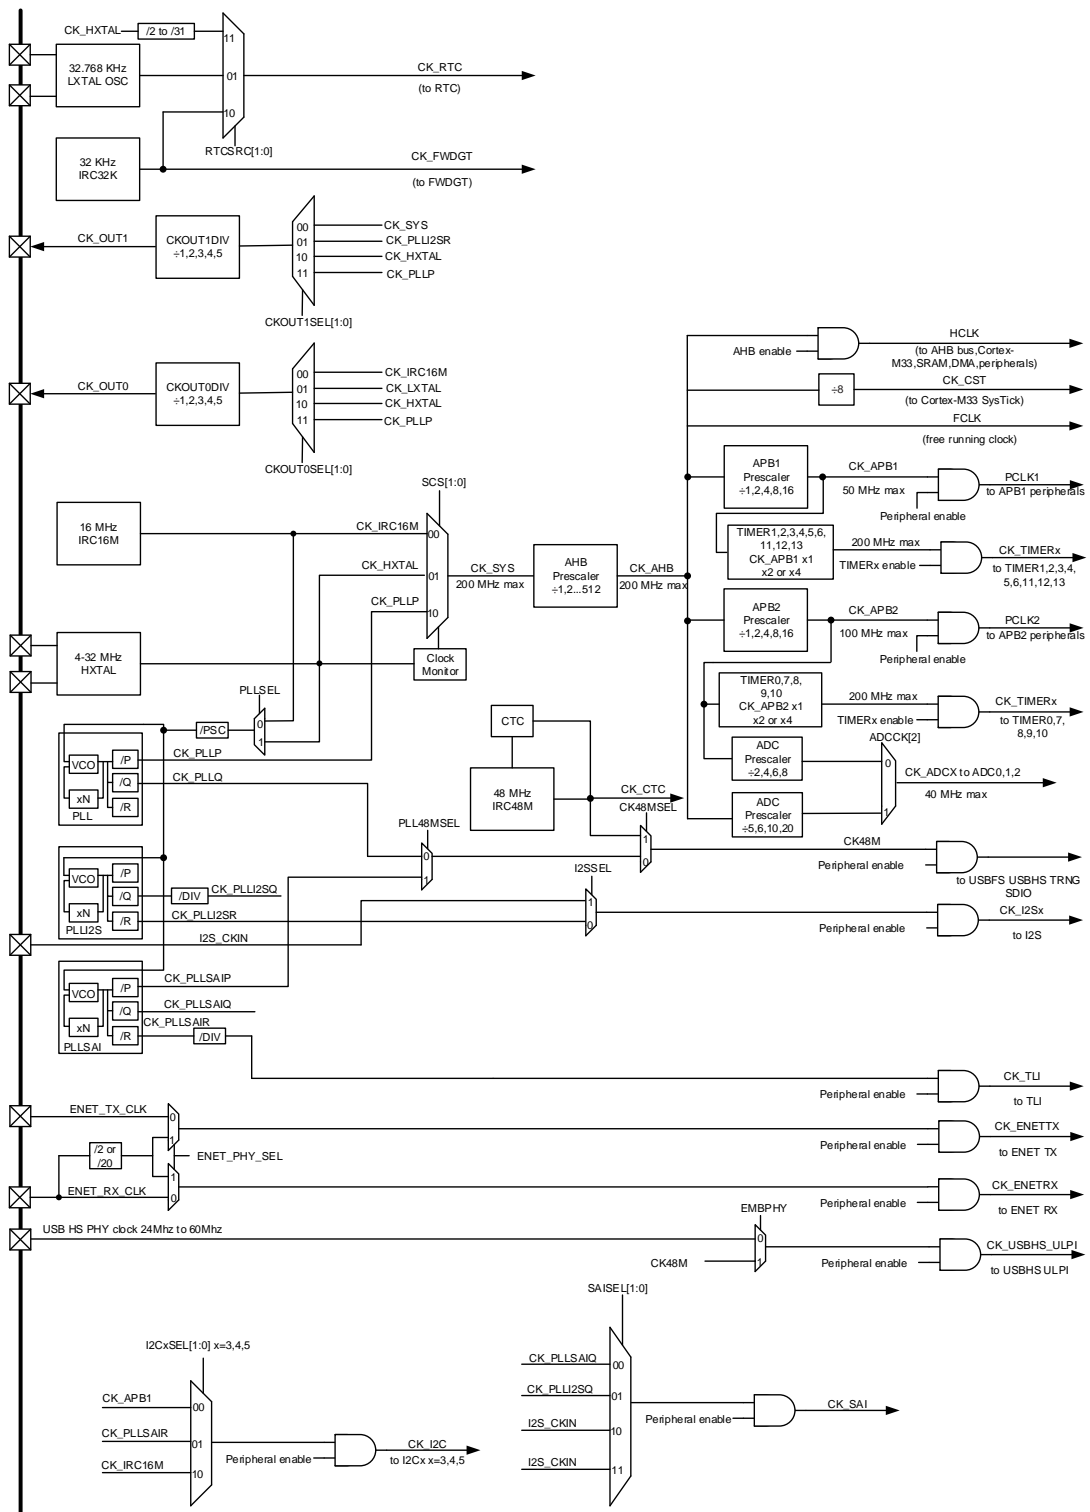 CK_HXTAL
/2 to /31
11
32.768 KHz
LXTAL OSC
01
CK_RTC
(to RTC)
10
RTCSRC[1:0]
32 KHz
IRC32K
CK_FWDGT
(to FWDGT)
CK_OUT1
CKOUT1DIV
÷1,2,3,4,5
00
01
10
11
CK_SYS
CK_PLLI2SR
CK_HXTAL
CK_PLLP
CKOUT1SEL[1:0]
CK_OUT0
CKOUT0DIV
÷1,2,3,4,5
00
01
10
11
CK_IRC16M
CK_LXTAL
CK_HXTAL
CK_PLLP
CKOUT0SEL[1:0]
AHB enable
HCLK
(to AHB bus,Cortex-
M33,SRAM,DMA,peripherals)
÷8
CK_CST
(to Cortex-M33 SysTick)
FCLK
(free running clock)
SCS[1:0]
16 MHz
IRC16M
CK_IRC16M
00
CK_HXTAL
01
CK_PLLP
10
CK_SYS
200 MHz max
AHB
Prescaler
÷1,2...512
CK_AHB
200 MHz max
APB1
Prescaler
÷1,2,4,8,16
CK_APB1
50 MHz max
Peripheral enable
PCLK1
to APB1 peripherals
TIMER1,2,3,4,5,6,
11,12,13
CK_APB1 x1
x2 or x4
200 MHz max
TIMERx enable
CK_TIMERx
to TIMER1,2,3,4,
5,6,11,12,13
APB2
Prescaler
÷1,2,4,8,16
CK_APB2
100 MHz max
Peripheral enable
PCLK2
to APB2 peripherals
4-32 MHz
HXTAL
Clock
Monitor
TIMER0,7,8,
9,10
CK_APB2 x1
x2 or x4
200 MHz max
TIMERx enable
CK_TIMERx
to TIMER0,7,
8,9,10
PLLSEL
/PSC
0
1
CTC
48 MHz
IRC48M
CK_CTC
CK48MSEL
ADC
Prescaler
÷2,4,6,8
ADC
Prescaler
÷5,6,10,20
ADCCK[2]
0
1
CK_ADCX to ADC0,1,2
40 MHz max
VCO
xN
/P
/Q
/R
PLL
CK_PLLP
CK_PLLQ
PLL48MSEL
0
1
1
0
CK48M
Peripheral enable
to USBFS USBHS TRNG
SDIO
VCO
xN
/P
/Q
/R
PLLI2S
/DIV
CK_PLLI2SQ
CK_PLLI2SR
I2S_CKIN
I2SSEL
1
0
Peripheral enable
CK_I2Sx
to I2S
VCO
xN
/P
/Q
/R
PLLSAI
CK_PLLSAIP
CK_PLLSAIQ
CK_PLLSAIR
/DIV
Peripheral enable
CK_TLI
to TLI
ENET_TX_CLK
0
1
/2 or
/20
ENET_PHY_SEL
1
0
ENET_RX_CLK
Peripheral enable
CK_ENETTX
to ENET TX
Peripheral enable
CK_ENETRX
to ENET RX
USB HS PHY clock 24Mhz to 60Mhz
EMBPHY
0
1
CK48M
Peripheral enable
CK_USBHS_ULPI
to USBHS ULPI
I2CxSEL[1:0] x=3,4,5
CK_APB1
00
CK_PLLSAIR
01
CK_IRC16M
10
Peripheral enable
CK_I2C
to I2Cx x=3,4,5
SAISEL[1:0]
CK_PLLSAIQ
00
CK_PLLI2SQ
01
I2S_CKIN
10
I2S_CKIN
11
Peripheral enable
CK_SAI